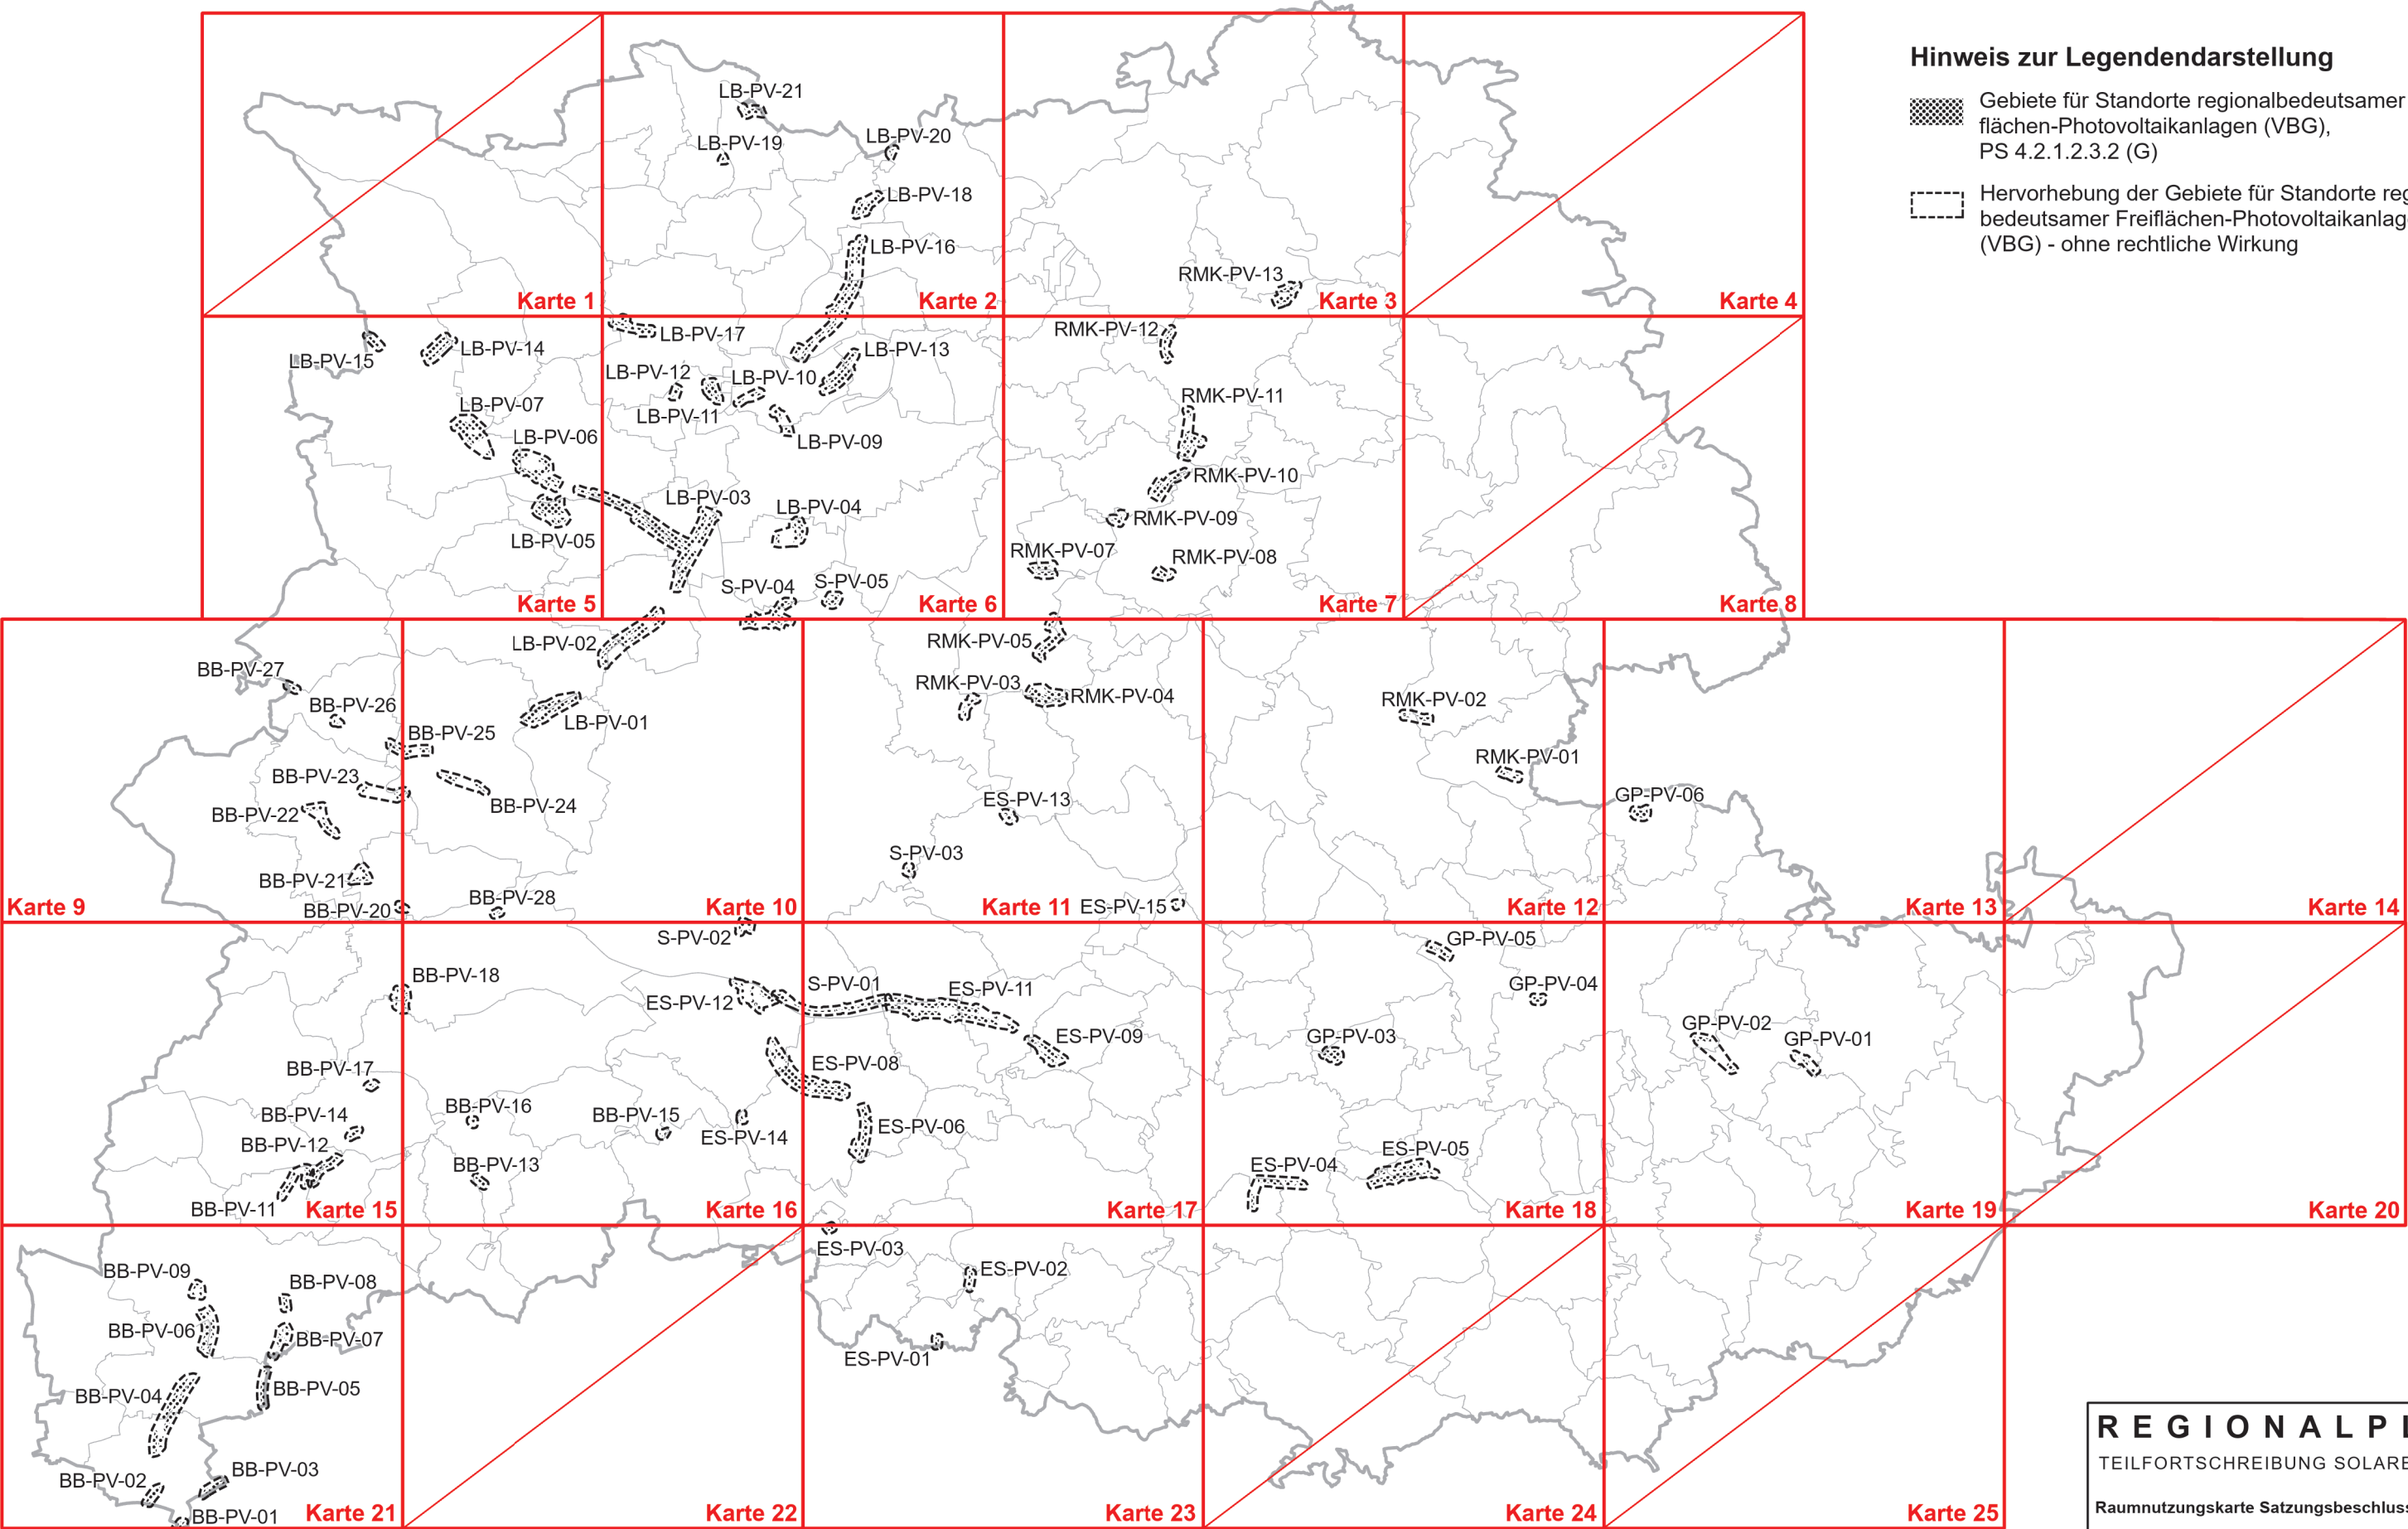 Hinweis zur Legendendarstellung
Gebiete für Standorte regionalbedeutsamer
flächen-Photovoltaikanlagen (VBG),
PS 4.2.1.2.3.2 (G)
Hervorhebung der Gebiete für Standorte
bedeutsamer
(VBG) - ohne rechtliche Wirkung
LB-PV-21
LB-PV-20
LB-PV-19
LB-PV-18
LB-PV-16
RMK-PV-13
Karte 1
Karte 2
Karte 3
Karte 4
LB-PV-15
LB-PV-14
LB-PV-17
RMK-PV-12
LB-PV-13
LB-PV-12
LB-PV-10
LB-PV-07
LB-PV-11
RMK-PV-11
LB-PV-06
LB-PV-09
RMK-PV-10
LB-PV-03
LB-PV-04
RMK-PV-09
LB-PV-05
RMK-PV-07
RMK-PV-08
S-PV-04
S-PV-05
Karte 5
Karte 6
Karte 7
Karte 8
LB-PV-02
RMK-PV-05
BB-PV-27
RMK-PV-03
RMK-PV-04
RMK-PV-02
BB-PV-26
LB-PV-01
BB-PV-25
RMK-PV-01
BB-PV-23
BB-PV-24
ES-PV-13
GP-PV-06
BB-PV-22
S-PV-03
BB-PV-21
BB-PV-28
BB-PV-20
ES-PV-15
Karte 9
Karte 10
Karte 11
Karte 12
Karte 13
Karte 14
S-PV-02
GP-PV-05
BB-PV-18
S-PV-01
ES-PV-11
GP-PV-04
ES-PV-12
GP-PV-02
ES-PV-09
GP-PV-03
GP-PV-01
BB-PV-17
ES-PV-08
BB-PV-14
BB-PV-16
BB-PV-15
ES-PV-14
ES-PV-06
BB-PV-12
BB-PV-13
ES-PV-04
ES-PV-05
BB-PV-11
Karte 15
Karte 16
Karte 17
Karte 18
Karte 19
Karte 20
ES-PV-03
BB-PV-09
BB-PV-08
ES-PV-02
BB-PV-06
BB-PV-07
ES-PV-01
BB-PV-04
BB-PV-05
BB-PV-02
BB-PV-03
BB-PV-01
Karte 21
Karte 22
Karte 23
Karte 24
Karte 25
TEILFORTSCHREIBUNG
Raumnutzungskarte Satzungsbeschluss